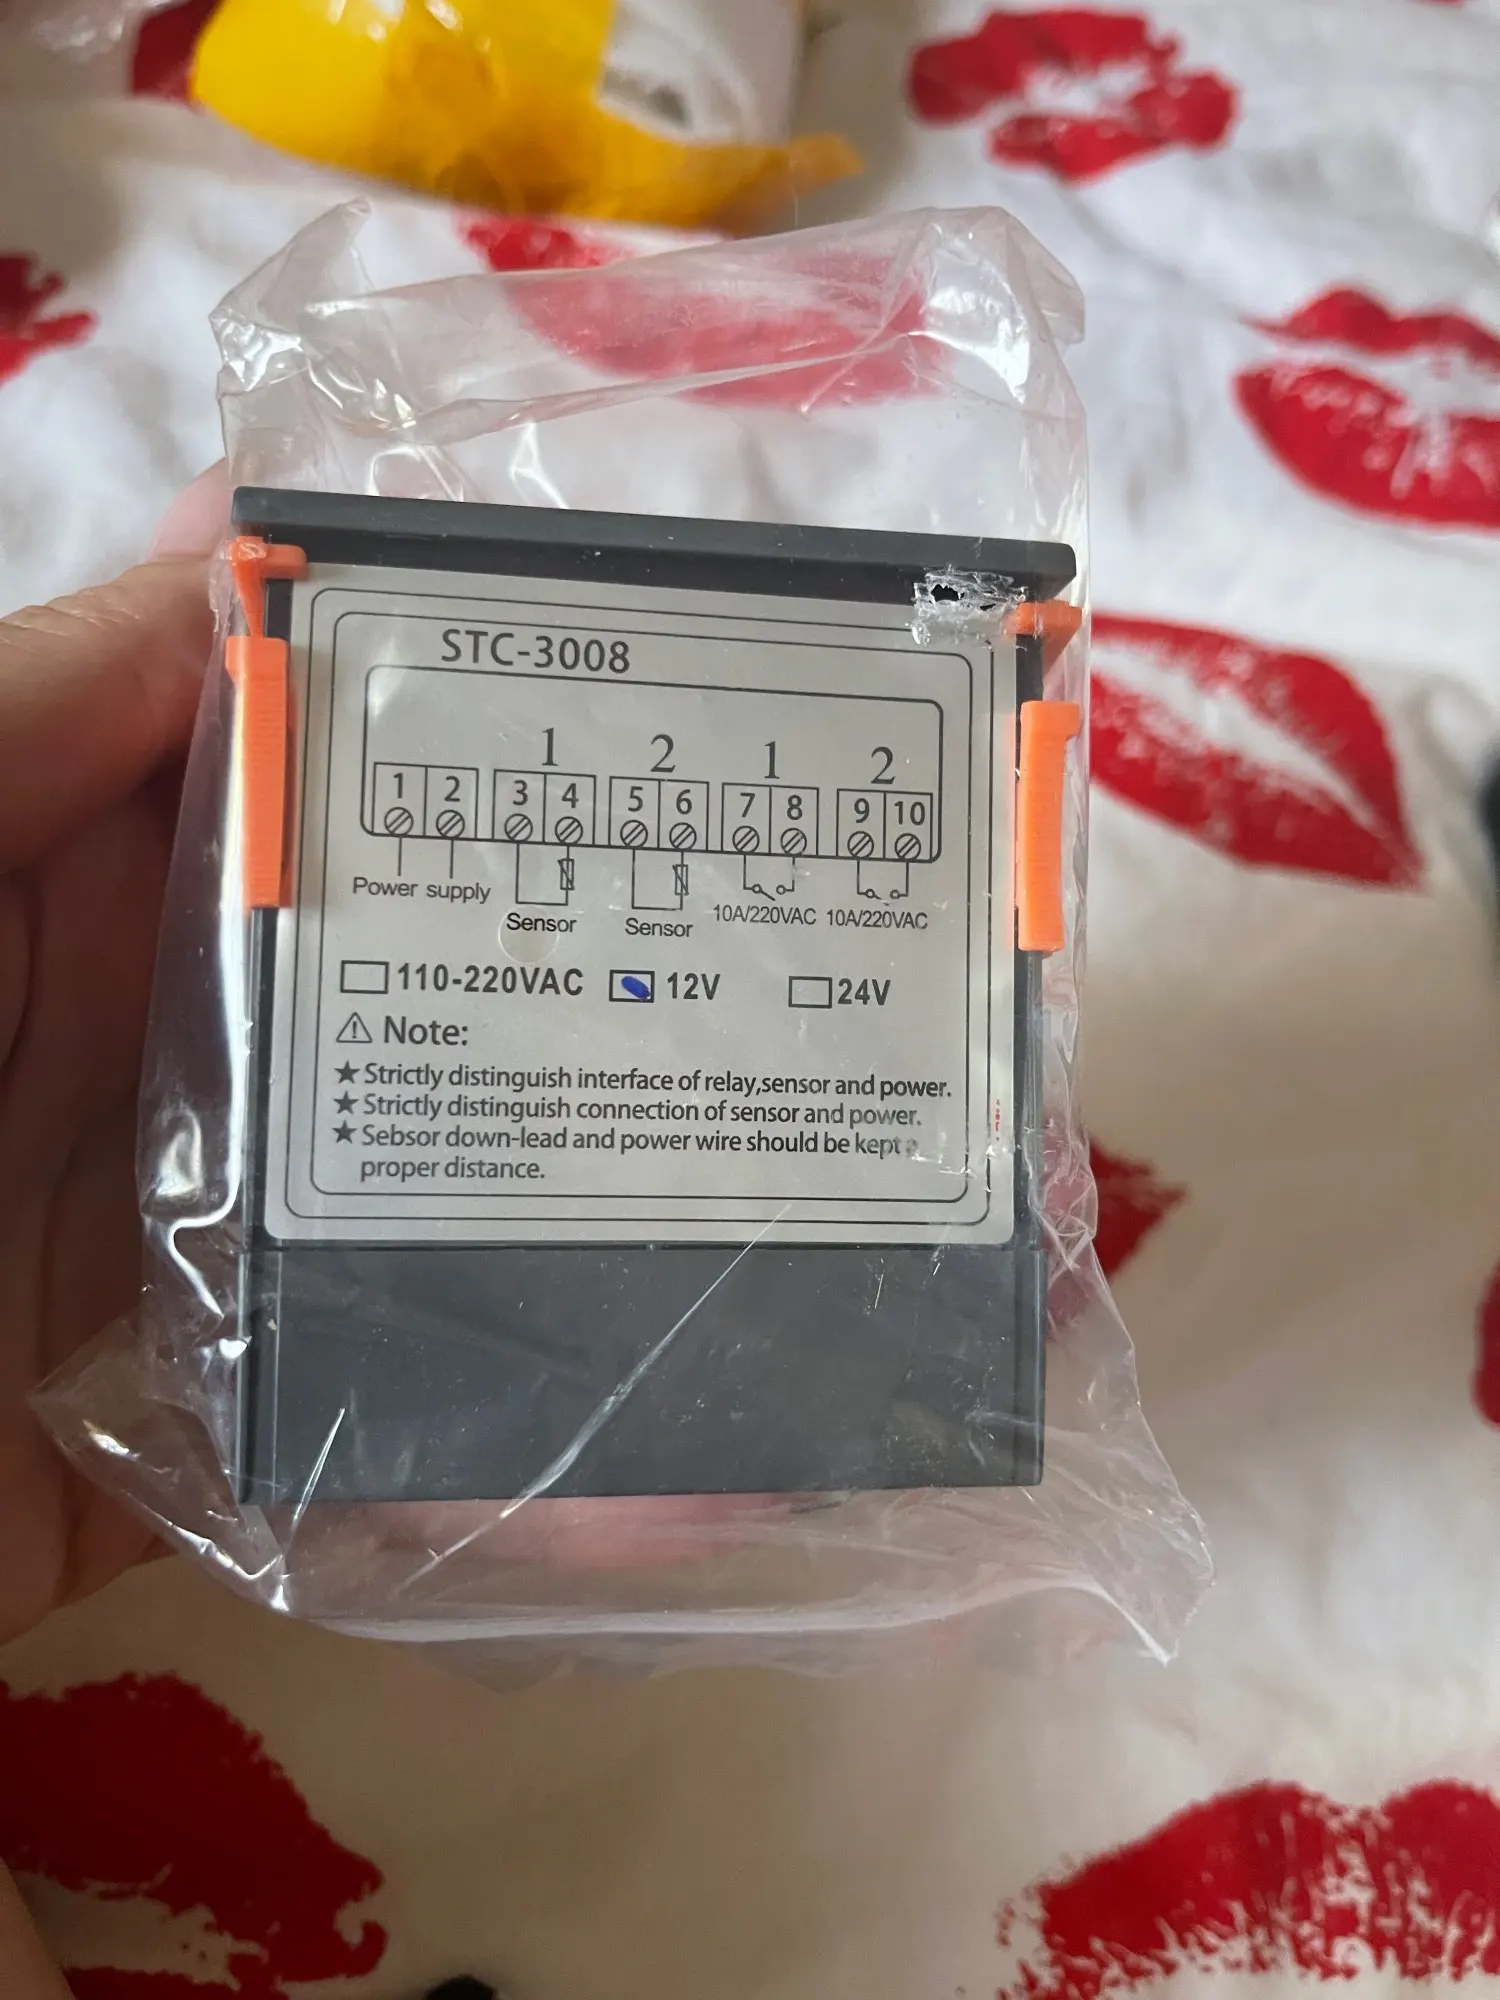 STC-3008
1 2 1 2
1 2 3 4 5 6 7 8 9 10
Power supply Sensor Sensor 10A/220VAC 10A/220VAC
110-220VAC 12V 24V
Note:
★ Strictly distinguish interface of relay,sensor and power.
★ Strictly distinguish connection of sensor and power.
★ Sebsor down-lead and power wire should be kept a
proper distance.